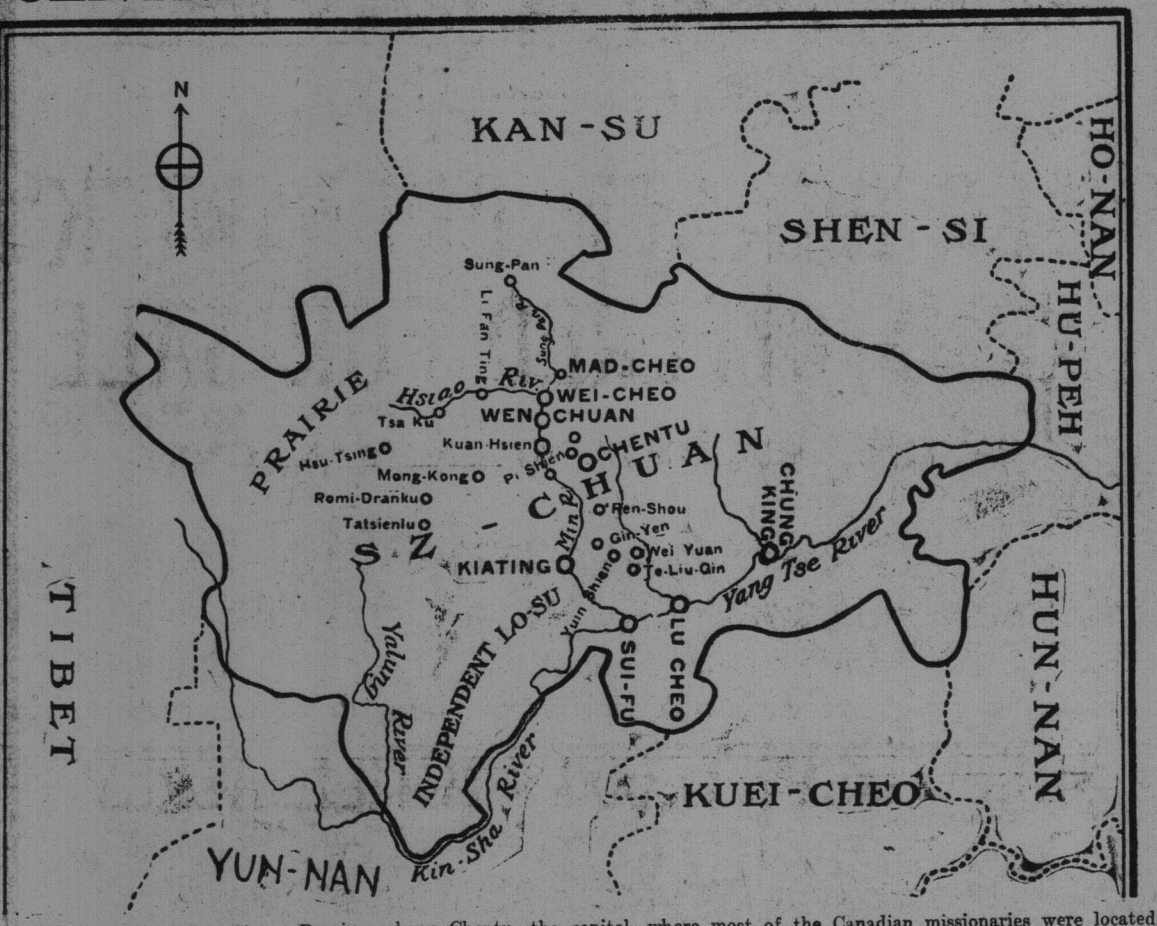 N
KAN-SU
HO-NAN
SHEN-SI
HU-PEH
Sung-Pan
Li Fan Ting
Sung Pan R.
MAD-CHEO
Hsiao Riv.
WEI-CHEO
Tsa Ku
WEN CHUAN
PRAIRIE
Kuan-Hsien
CHENTU
Hsu-Tsing
Pi Shien
Mong-Kong
Romi-Dranku
Ren-Shou
Tatsienlu
SZ-CHUAN
Min R.
CHUNG KING
Gin-Yen
Wei Yuan
Te-Liu-Qin
KIATING
Yuin Shien
Yang Tse River
TIBET
Yalung River
INDEPENDENT LO-SU
SUI-FU
LU CHEO
HUN-NAN
Kin-Sha River
KUEI-CHEO
YUN-NAN
the capital, where most of the Canadian missionaries were located